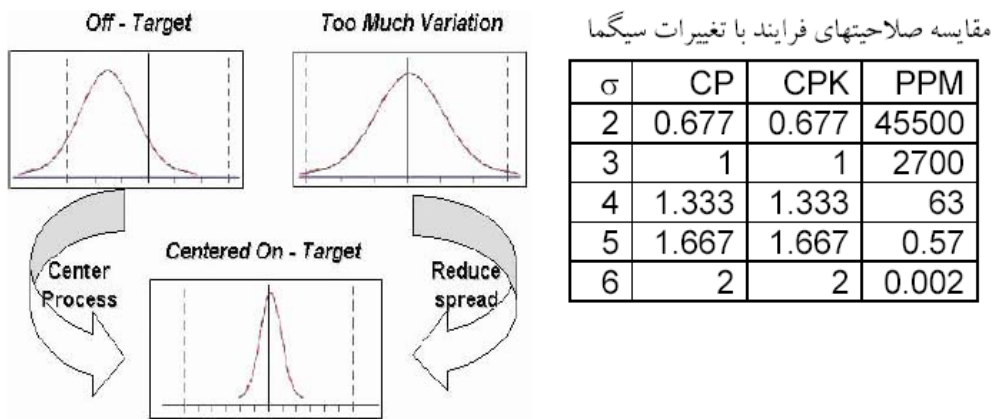 Off - Target
Too Much Variation
Center
Process
Centered On - Target
Reduce
spread
مقایسه صلاحیتهای فرایند با تغییرات سیگما
σ CP CPK PPM
2 0.677 0.677 45500
3 1 1 2700
4 1.333 1.333 63
5 1.667 1.667 0.57
6 2 2 0.002